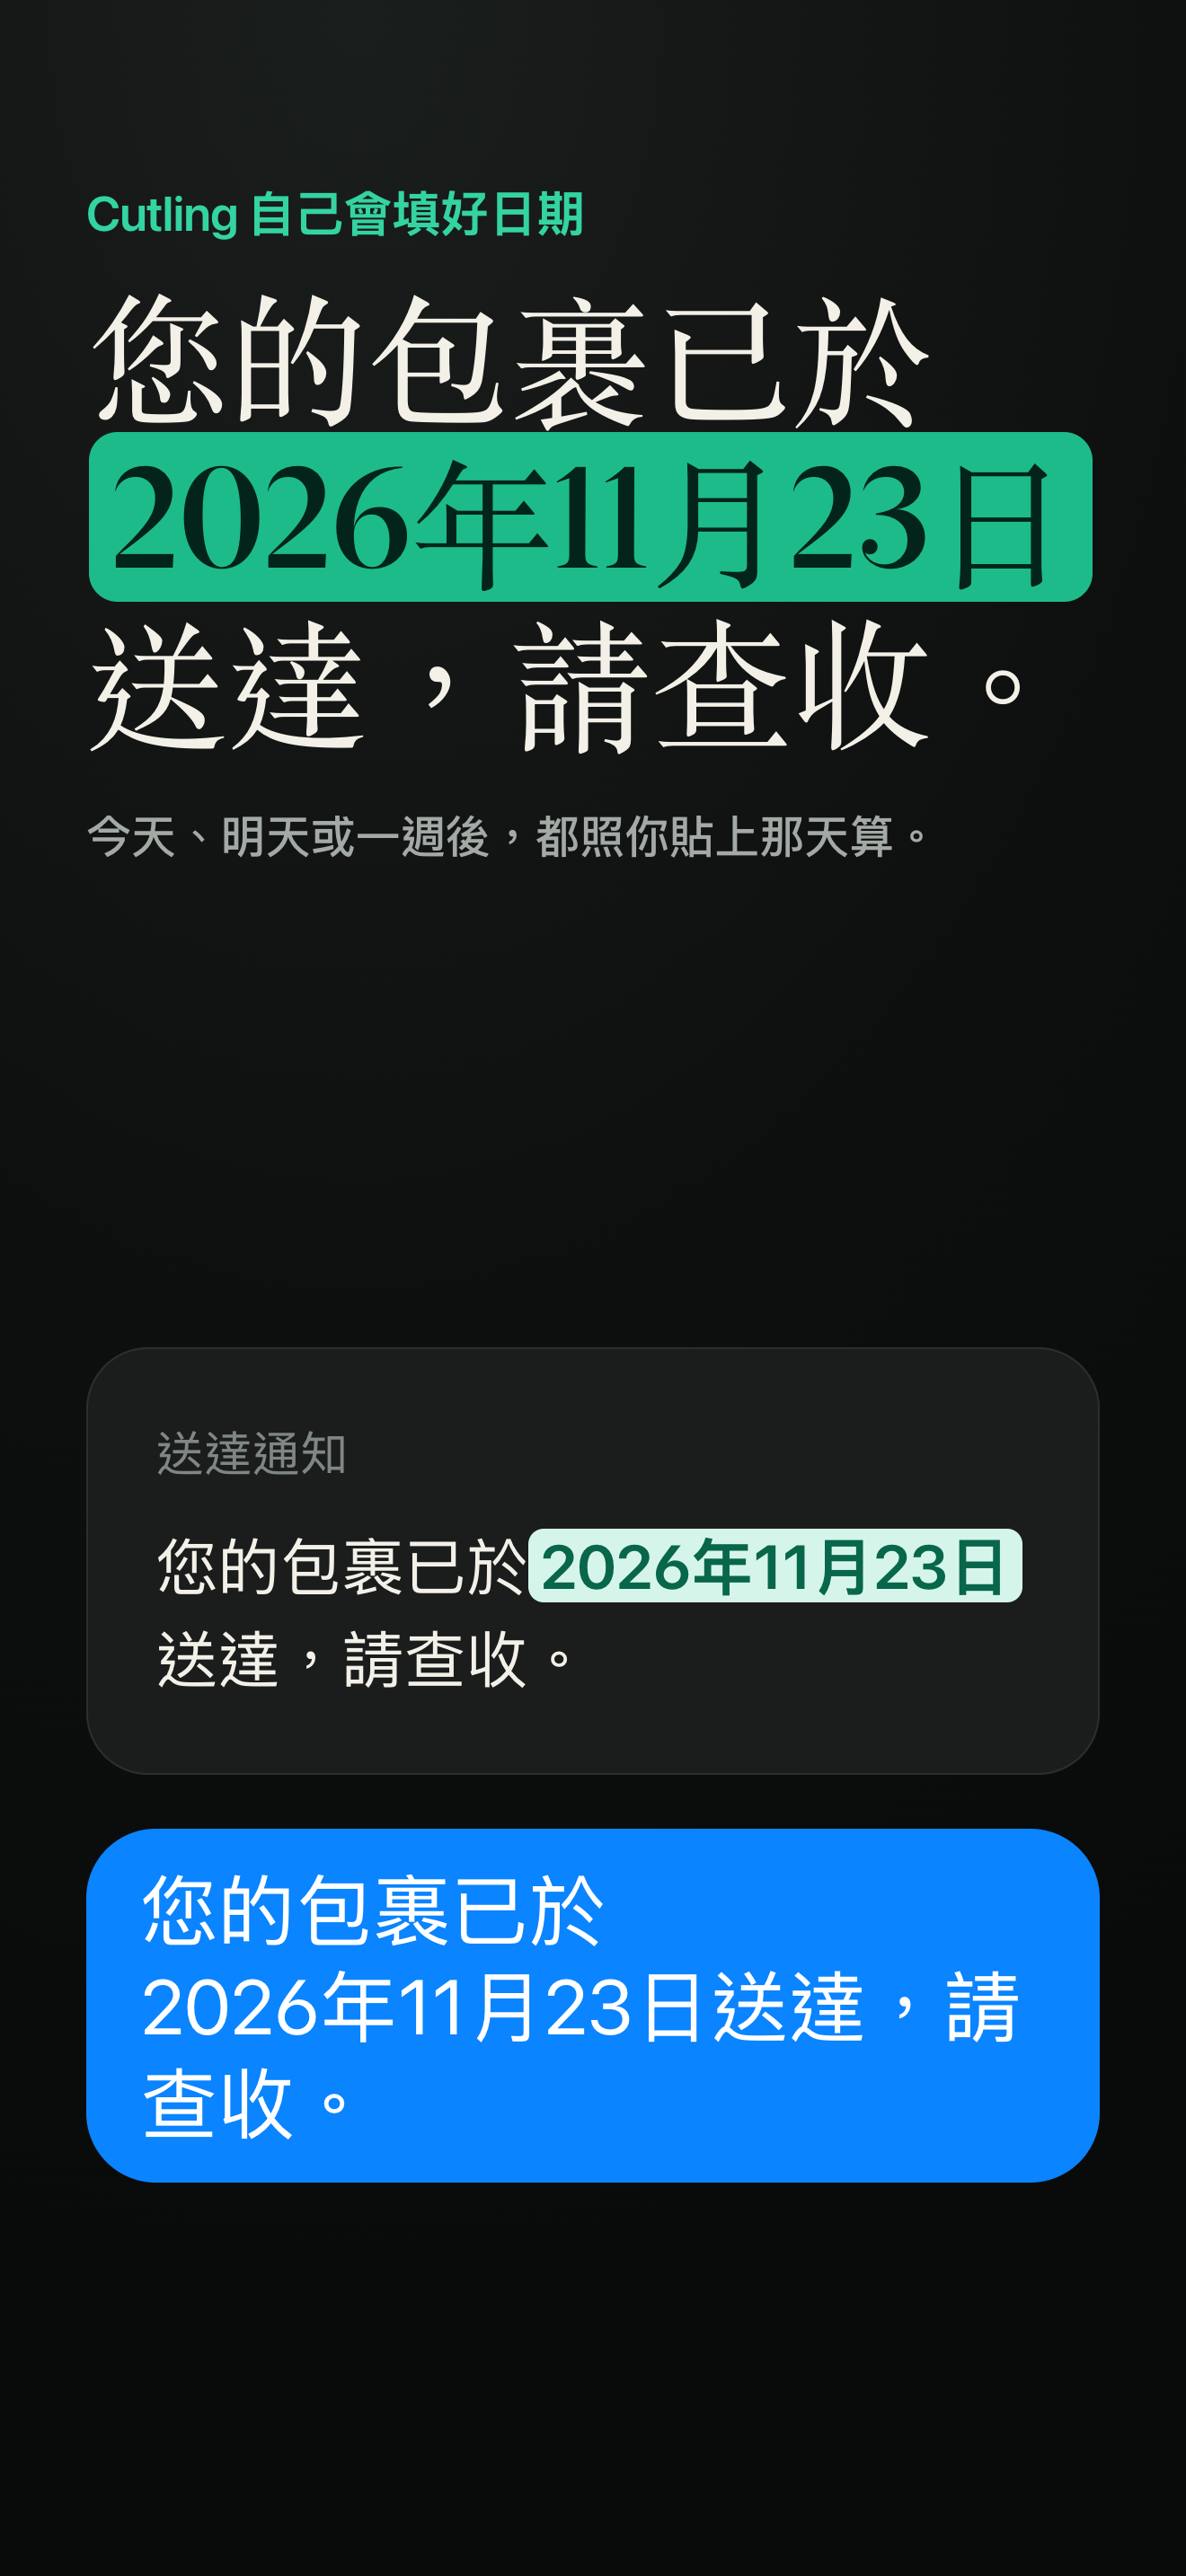 Cutling 自己會填好日期
您的包裹已於
2026年11月23日
送達，請查收。
今天、明天或一週後，都照你貼上那天算。
送達通知
您的包裹已於2026年11月23日
送達，請查收。
您的包裹已於
2026年11月23日送達，請
查收。